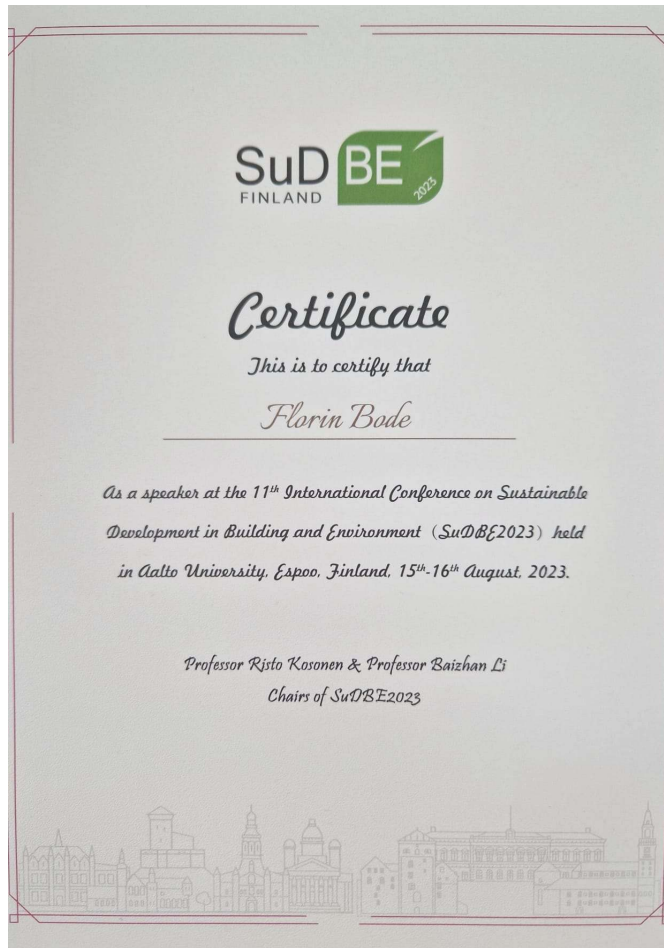 SuD BE
FINLAND 2023
Certificate
This is to certify that
Florin Bode
As a speaker at the 11th International Conference on Sustainable
Development in Building and Environment (SuDBE2023) held
in Aalto University, Espoo, Finland, 15th-16th August, 2023.
Professor Risto Kosonen & Professor Baizhan Li
Chairs of SuDBE2023